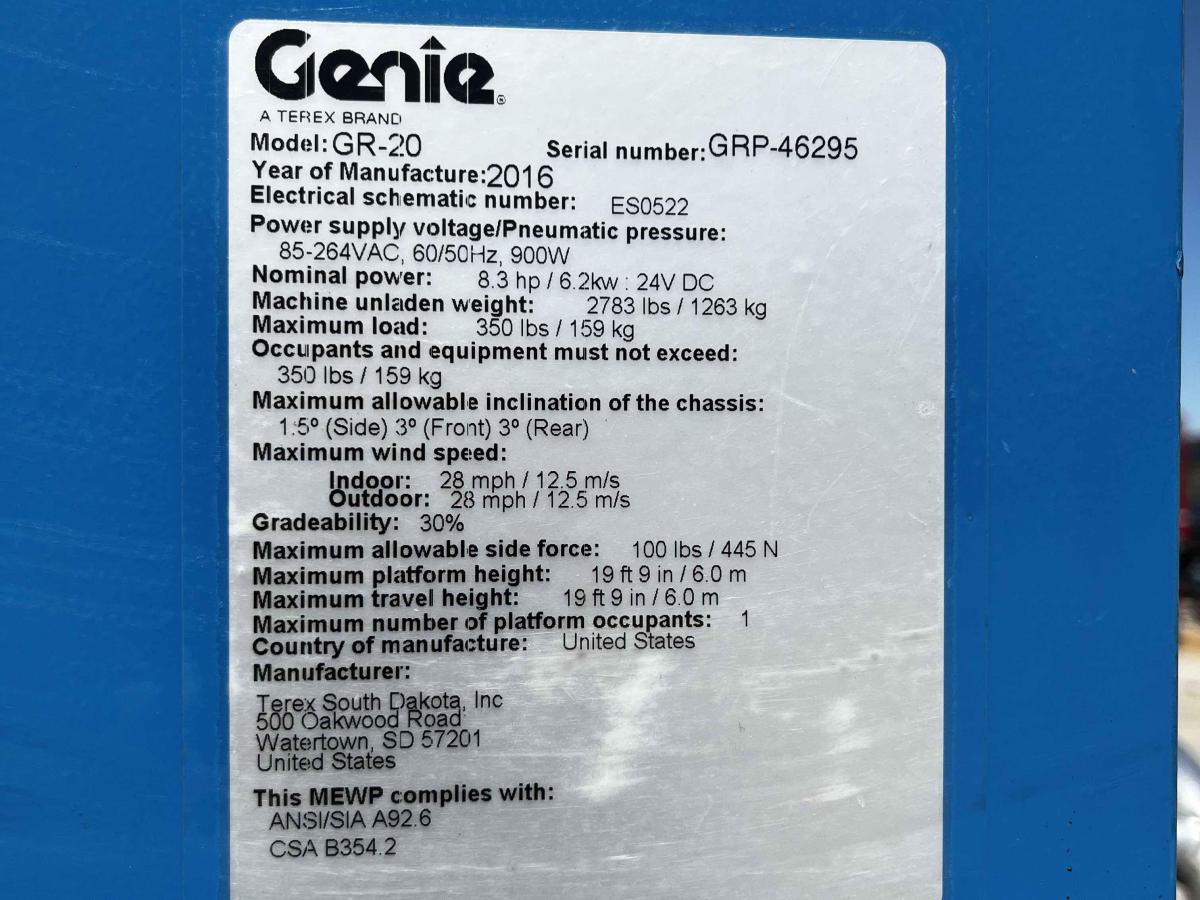 Genie®
A TEREX BRAND
Model: GR-20 Serial number: GRP-46295
Year of Manufacture: 2016
Electrical schematic number: ES0522
Power supply voltage/Pneumatic pressure:
85-264VAC, 60/50Hz, 900W
Nominal power: 8.3 hp / 6.2kw : 24V DC
Machine unladen weight: 2783 lbs / 1263 kg
Maximum load: 350 lbs / 159 kg
Occupants and equipment must not exceed:
350 lbs / 159 kg
Maximum allowable inclination of the chassis:
1.5º (Side) 3º (Front) 3º (Rear)
Maximum wind speed:
Indoor: 28 mph / 12.5 m/s
Outdoor: 28 mph / 12.5 m/s
Gradeability: 30%
Maximum allowable side force: 100 lbs / 445 N
Maximum platform height: 19 ft 9 in / 6.0 m
Maximum travel height: 19 ft 9 in / 6.0 m
Maximum number of platform occupants: 1
Country of manufacture: United States
Manufacturer:
Terex South Dakota, Inc
500 Oakwood Road
Watertown, SD 57201
United States
This MEWP complies with:
ANSI/SIA A92.6
CSA B354.2